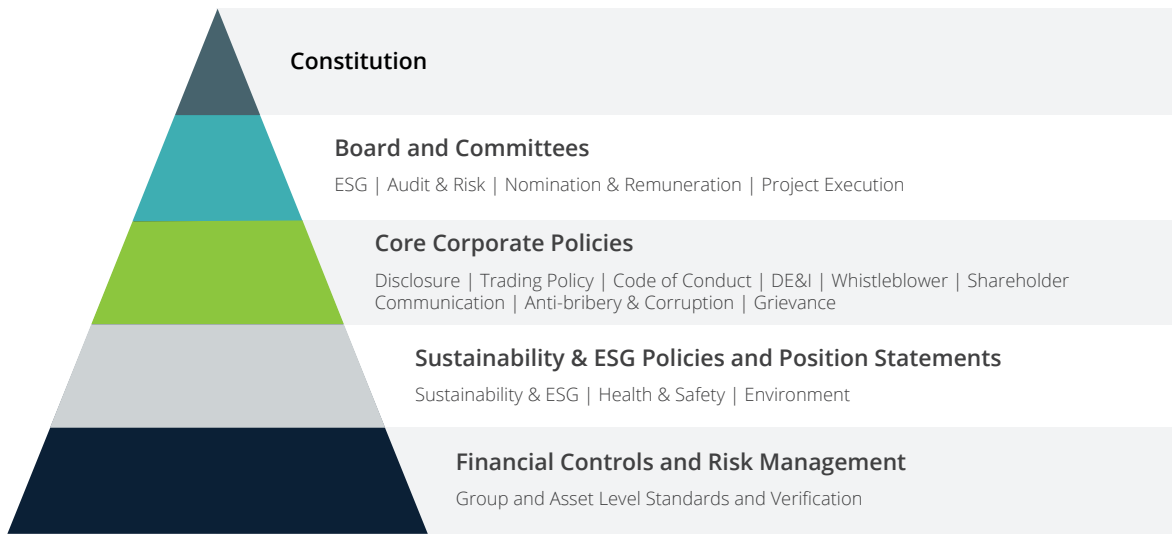 Constitution
Board and Committees
ESG | Audit & Risk | Nomination & Remuneration | Project Execution
Core Corporate Policies
Disclosure | Trading Policy | Code of Conduct | DE&I | Whistleblower | Shareholder
Communication | Anti-bribery & Corruption | Grievance
Sustainability & ESG Policies and Position Statements
Sustainability & ESG | Health & Safety | Environment
Financial Controls and Risk Management
Group and Asset Level Standards and Verification